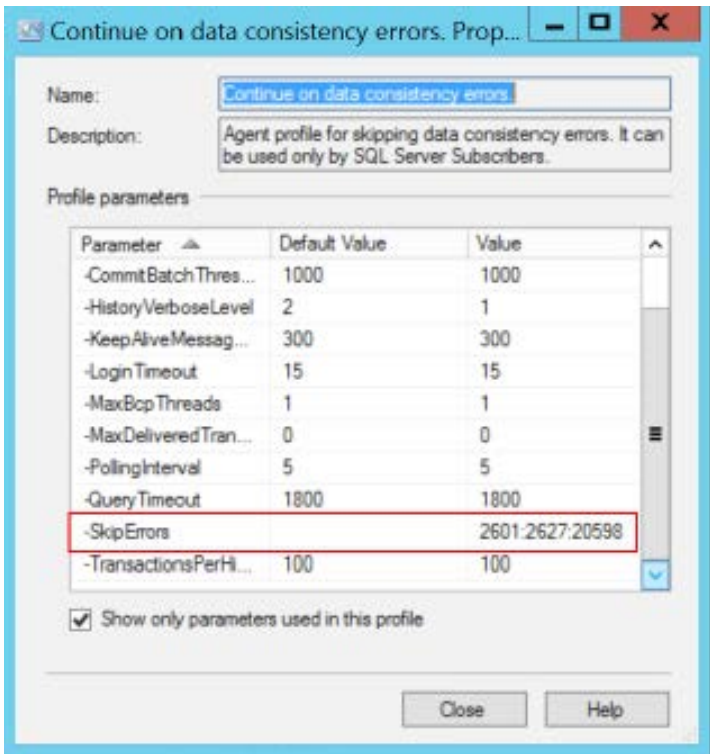 Continue on data consistency errors. Prop...
Name: Continue on data consistency errors.
Description: Agent profile for skipping data consistency errors. It can
be used only by SQL Server Subscribers.
Profile parameters
Parameter Default Value Value
-CommitBatchThres... 1000 1000
-HistoryVerboseLevel 2 1
-KeepAliveMessag... 300 300
-LoginTimeout 15 15
-MaxBcpThreads 1 1
-MaxDeliveredTran... 0 0
-PollingInterval 5 5
-QueryTimeout 1800 1800
-SkipErrors 2601:2627:20598
-TransactionsPerHi... 100 100
Show only parameters used in this profile
Close Help